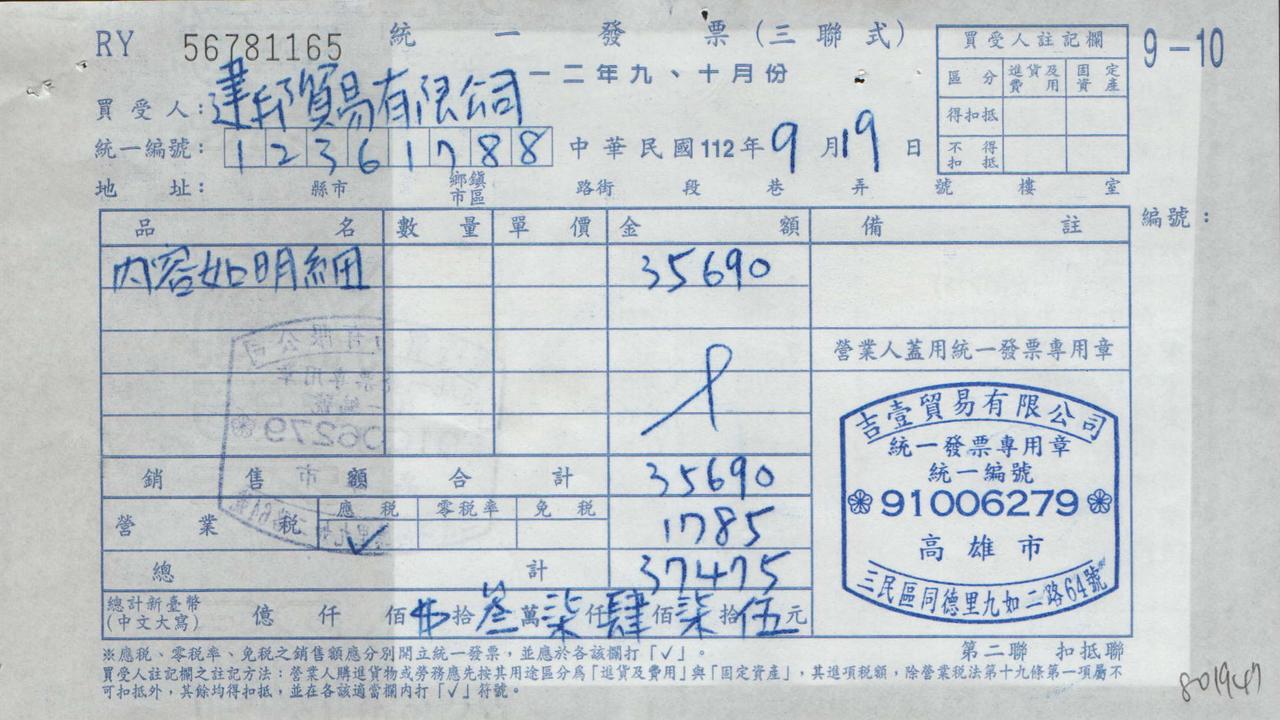 RY 56781165 統一發票(三聯式) 9-10
一一二年九、十月份
買受人:達邦貿易有限公司
統一編號:12361788 中華民國112年9月19日
地址: 縣市 鄉鎮市區 路街 段 巷 弄 號 樓 室
買受人註記欄
區分 進貨及費用 固定資產
得扣抵
不得扣抵
編號:
品名 數量 單價 金額 備註
內容如明細 35690
營業人蓋用統一發票專用章
吉壹貿易有限公司
統一發票專用章
統一編號
91006279
高雄市
三民區同德里九如二路64號
銷售額合計 35690
營業稅 應稅 ✓ 零稅率 免稅 1785
總計 37475
總計新臺幣(中文大寫) 億 仟 佰 拾 叁 萬 柒 仟 肆 佰 柒 拾 伍 元
※應稅、零稅率、免稅之銷售額應分別開立統一發票,並應於各該欄打「✓」。
第二聯 扣抵聯
買受人註記欄之註記方法:營業人購進貨物或勞務應先按其用途區分為「進貨及費用」與「固定資產」,其進項稅額,除營業稅法第十九條第一項屬不
可扣抵外,其餘均得扣抵,並在各該適當欄內打「✓」符號。
801947